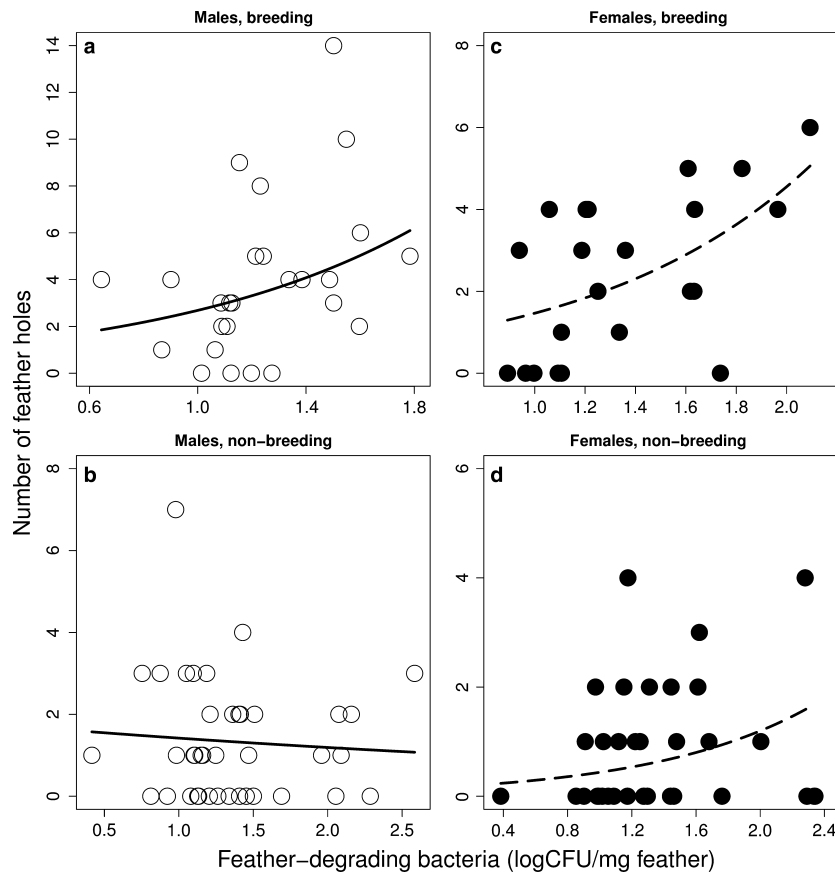 Males, breeding
Females, breeding
a
c
14
12
10
8
6
4
2
0
8
6
4
2
0
0.6 1.0 1.4 1.8
1.0 1.2 1.4 1.6 1.8 2.0
Number of feather holes
Males, non−breeding
Females, non−breeding
b
d
8
6
4
2
0
6
4
2
0
0.5 1.0 1.5 2.0 2.5
0.4 0.8 1.2 1.6 2.0 2.4
Feather−degrading bacteria (logCFU/mg feather)